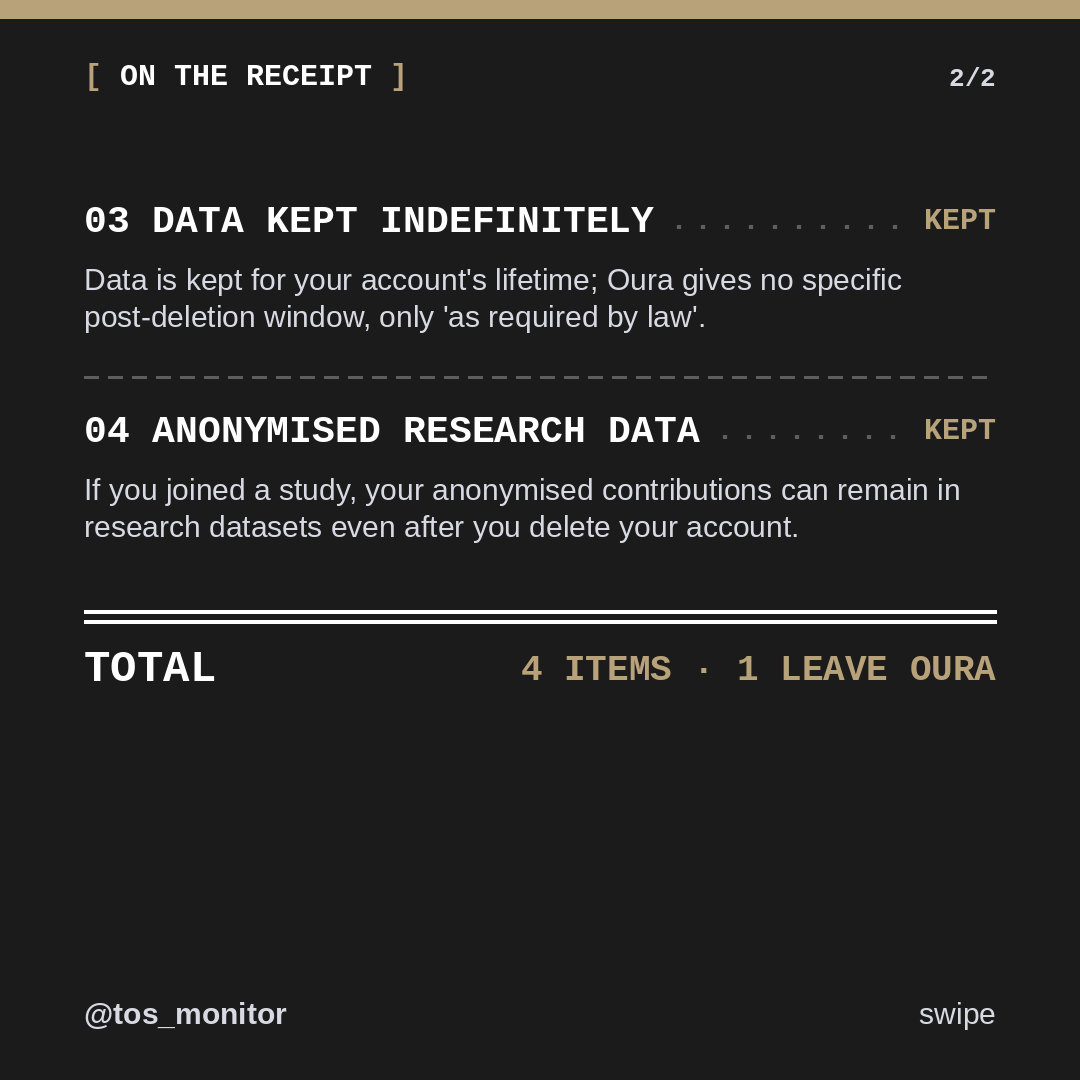 [ ON THE RECEIPT ]
2/2
03 DATA KEPT INDEFINITELY . . . . . . . . . . KEPT
Data is kept for your account's lifetime; Oura gives no specific
post-deletion window, only 'as required by law'.
04 ANONYMISED RESEARCH DATA . . . . . . . . KEPT
If you joined a study, your anonymised contributions can remain in
research datasets even after you delete your account.
TOTAL 4 ITEMS · 1 LEAVE OURA
@tos_monitor
swipe